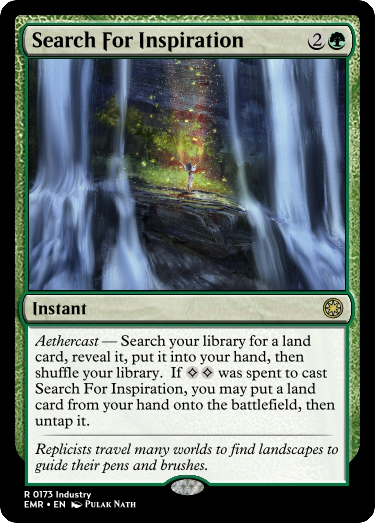 Search For Inspiration 2
Instant
Aethercast — Search your library for a land
card, reveal it, put it into your hand, then
shuffle your library.  If was spent to cast
Search For Inspiration, you may put a land
card from your hand onto the battlefield, then
untap it.
Replicists travel many worlds to find landscapes to
guide their pens and brushes.
R 0173 Industry
EMR • EN Pulak Nath